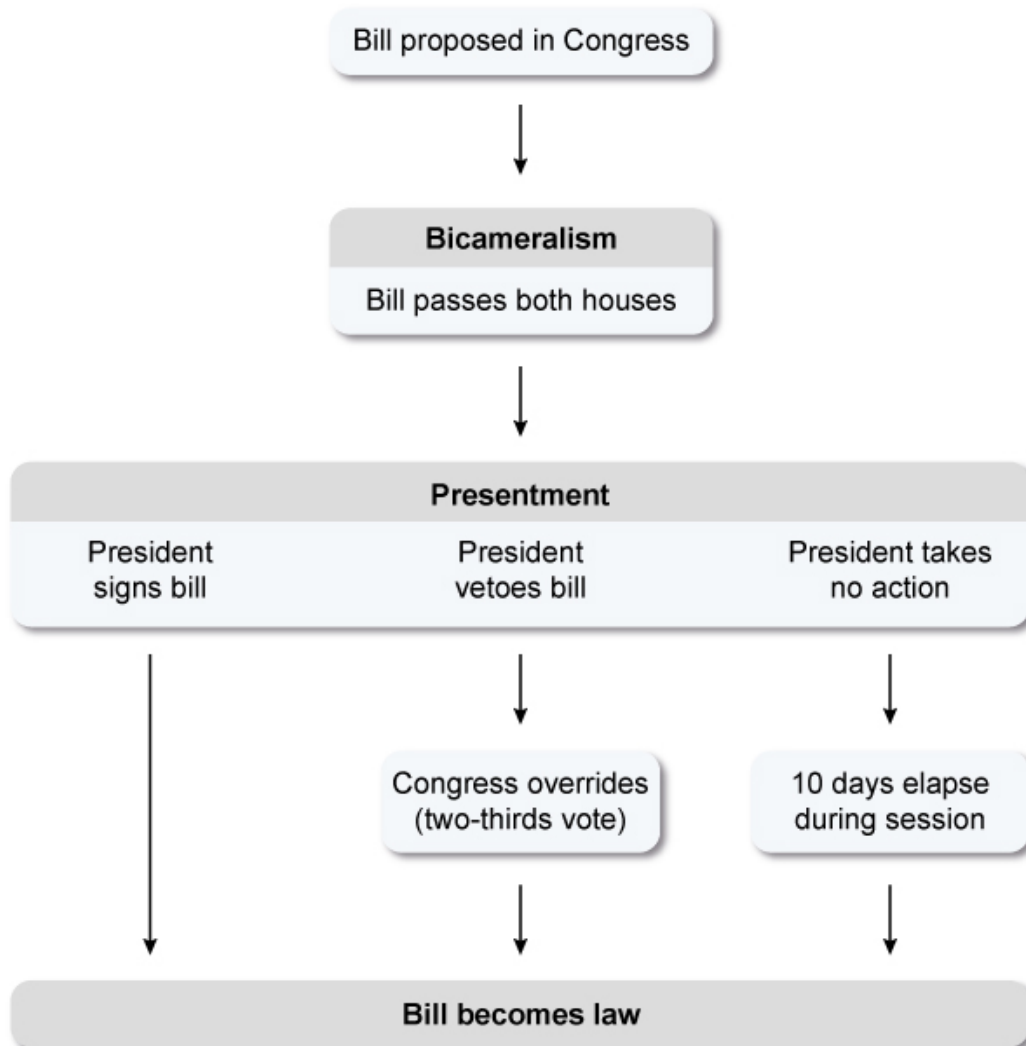 Bill proposed in Congress
Bicameralism
Bill passes both houses
Presentment
President
signs bill
President
vetoes bill
President takes
no action
Congress overrides
(two-thirds vote)
10 days elapse
during session
Bill becomes law